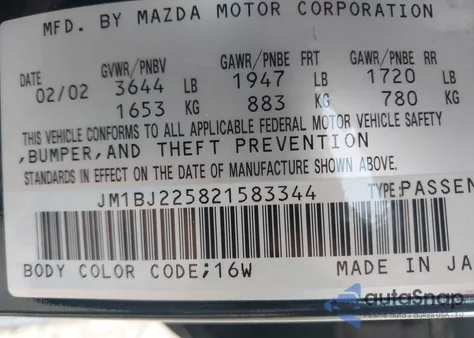 MFD. BY MAZDA MOTOR CORPORATION
GVWR/PNBV GAWR/PNBE FRT GAWR/PNBE RR
DATE 02/02 3644 LB 1947 LB 1720 LB
1653 KG 883 KG 780 KG
THIS VEHICLE CONFORMS TO ALL APPLICABLE FEDERAL MOTOR VEHICLE SAFETY
,BUMPER,AND THEFT PREVENTION
STANDARDS IN EFFECT ON THE DATE OF MANUFACTURE SHOWN ABOVE.
JM1BJ225821583344 TYPE:PASSEN
BODY COLOR CODE;16W MADE IN JA
autoSnap